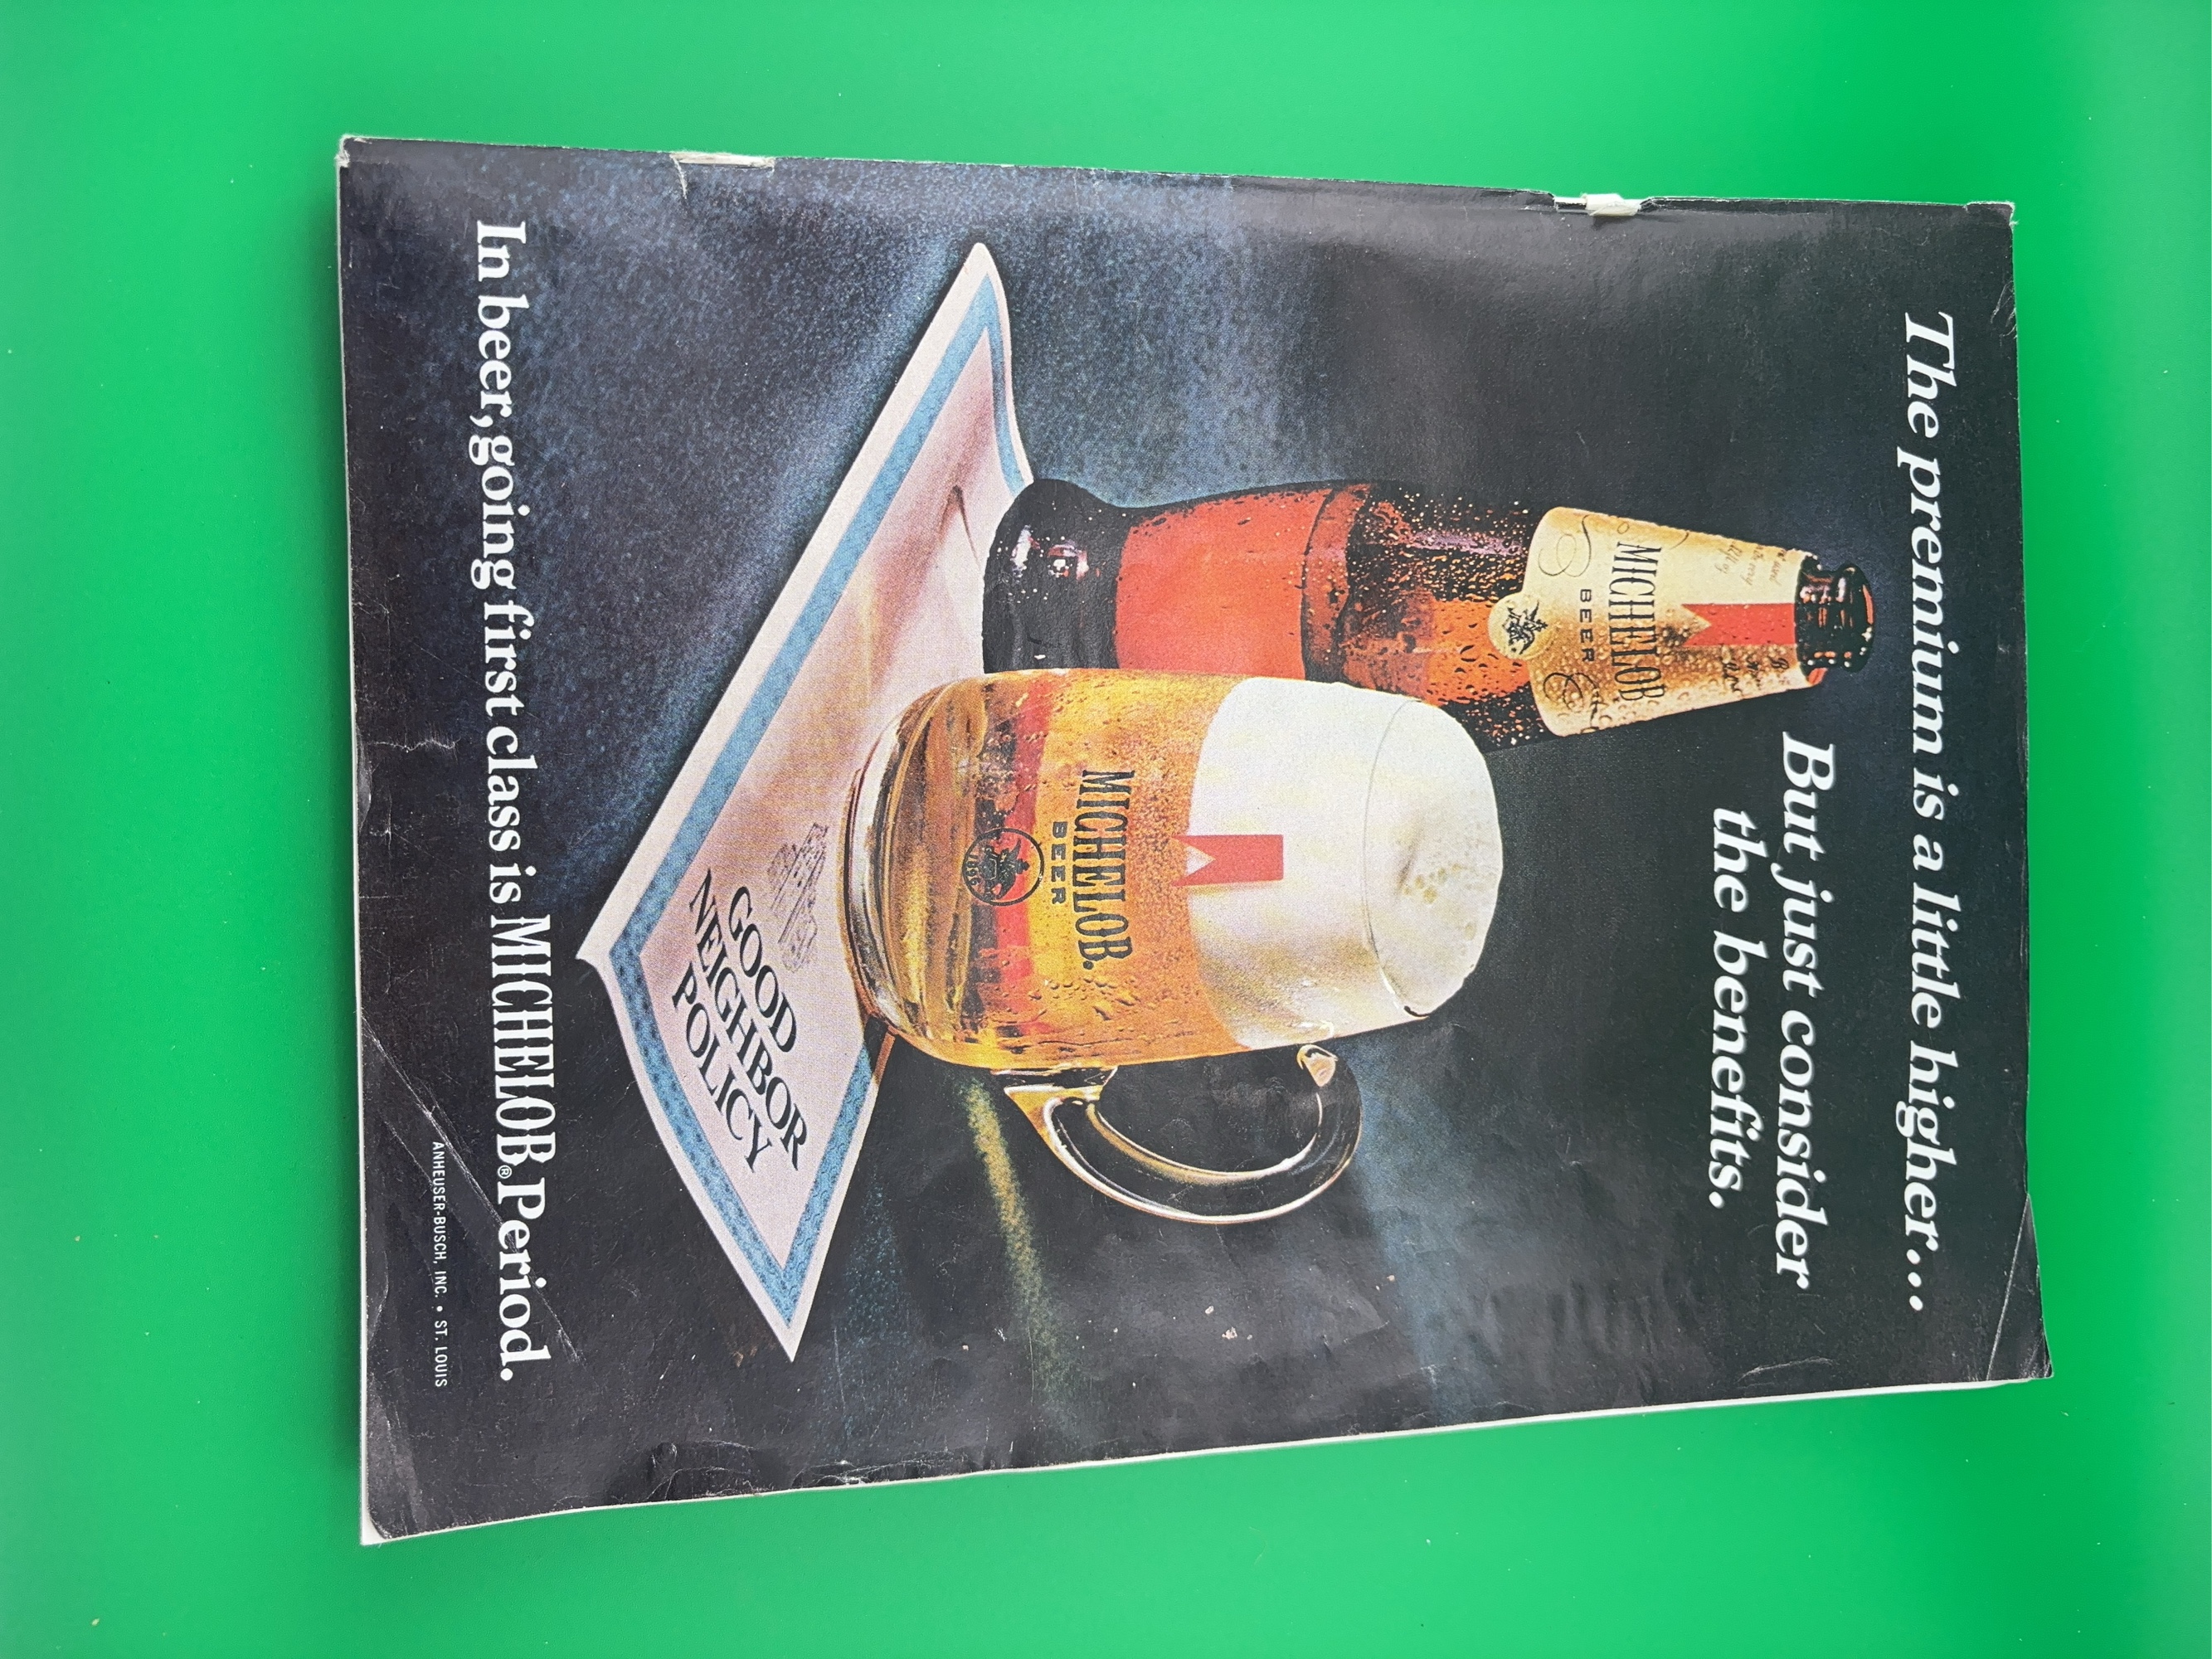 The premium is a little higher...
But just consider
the benefits.
MICHELOB
BEER
MICHELOB.
BEER
1896
GOOD
NEIGHBOR
POLICY
In beer, going first class is MICHELOB® Period.
ANHEUSER-BUSCH, INC. • ST. LOUIS